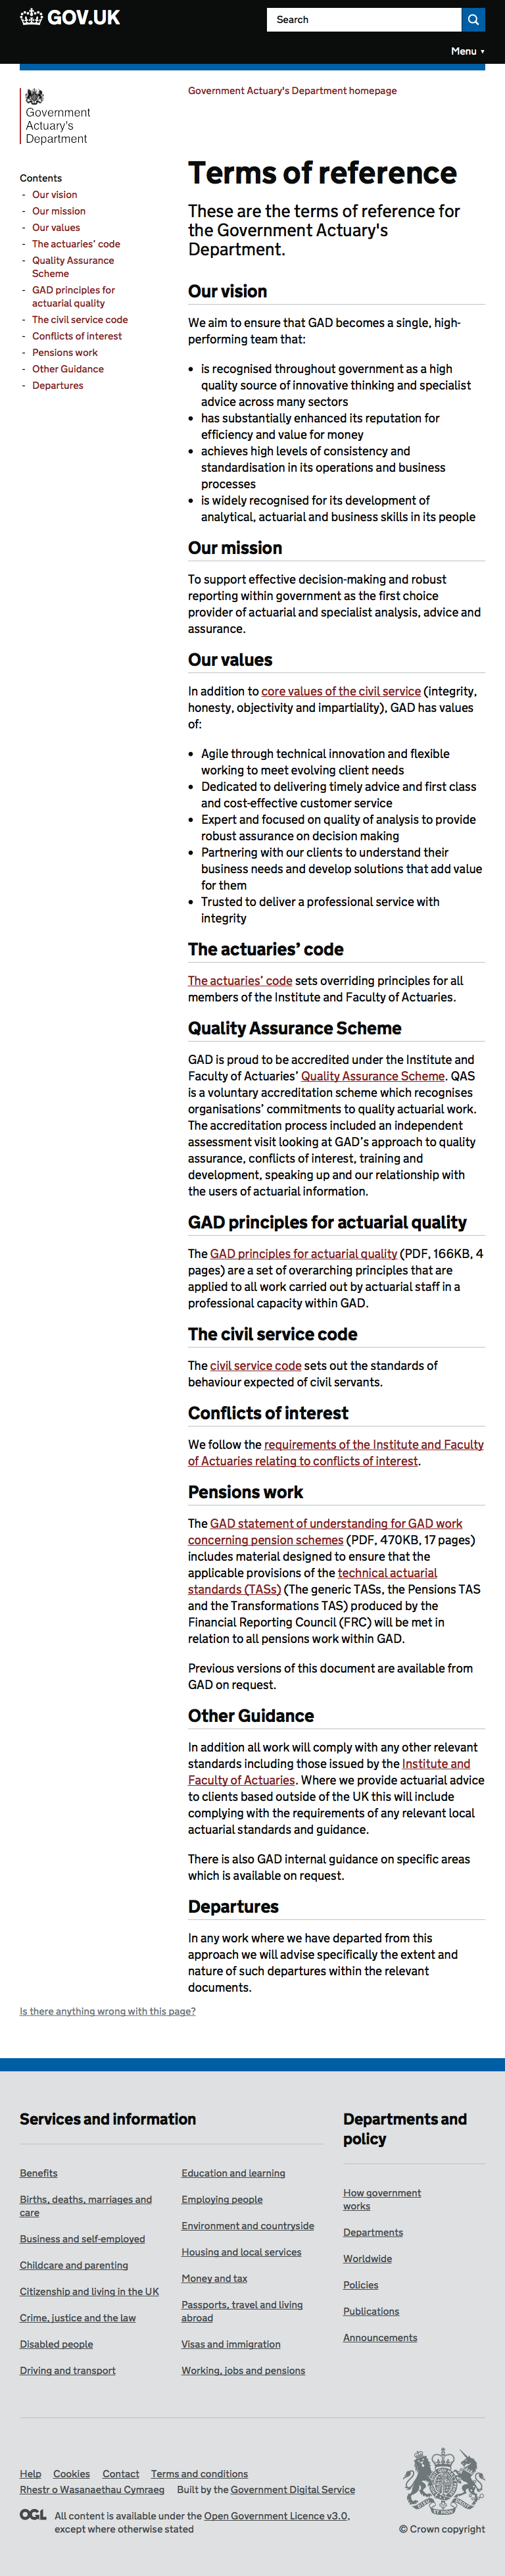 GOV.UK
Search
Menu ▼
Government
Actuary's
Department
Government Actuary's Department homepage
Contents
- Our vision
- Our mission
- Our values
- The actuaries’ code
- Quality Assurance
Scheme
- GAD principles for
actuarial quality
- The civil service code
- Conflicts of interest
- Pensions work
- Other Guidance
- Departures
Terms of reference
These are the terms of reference for
the Government Actuary's
Department.
Our vision
We aim to ensure that GAD becomes a single, high-
performing team that:
• is recognised throughout government as a high
quality source of innovative thinking and specialist
advice across many sectors
• has substantially enhanced its reputation for
efficiency and value for money
• achieves high levels of consistency and
standardisation in its operations and business
processes
• is widely recognised for its development of
analytical, actuarial and business skills in its people
Our mission
To support effective decision-making and robust
reporting within government as the first choice
provider of actuarial and specialist analysis, advice and
assurance.
Our values
In addition to core values of the civil service (integrity,
honesty, objectivity and impartiality), GAD has values
of:
• Agile through technical innovation and flexible
working to meet evolving client needs
• Dedicated to delivering timely advice and first class
and cost-effective customer service
• Expert and focused on quality of analysis to provide
robust assurance on decision making
• Partnering with our clients to understand their
business needs and develop solutions that add value
for them
• Trusted to deliver a professional service with
integrity
The actuaries’ code
The actuaries’ code sets overriding principles for all
members of the Institute and Faculty of Actuaries.
Quality Assurance Scheme
GAD is proud to be accredited under the Institute and
Faculty of Actuaries’ Quality Assurance Scheme. QAS
is a voluntary accreditation scheme which recognises
organisations’ commitments to quality actuarial work.
The accreditation process included an independent
assessment visit looking at GAD’s approach to quality
assurance, conflicts of interest, training and
development, speaking up and our relationship with
the users of actuarial information.
GAD principles for actuarial quality
The GAD principles for actuarial quality (PDF, 166KB, 4
pages) are a set of overarching principles that are
applied to all work carried out by actuarial staff in a
professional capacity within GAD.
The civil service code
The civil service code sets out the standards of
behaviour expected of civil servants.
Conflicts of interest
We follow the requirements of the Institute and Faculty
of Actuaries relating to conflicts of interest.
Pensions work
The GAD statement of understanding for GAD work
concerning pension schemes (PDF, 470KB, 17 pages)
includes material designed to ensure that the
applicable provisions of the technical actuarial
standards (TASs) (The generic TASs, the Pensions TAS
and the Transformations TAS) produced by the
Financial Reporting Council (FRC) will be met in
relation to all pensions work within GAD.
Previous versions of this document are available from
GAD on request.
Other Guidance
In addition all work will comply with any other relevant
standards including those issued by the Institute and
Faculty of Actuaries. Where we provide actuarial advice
to clients based outside of the UK this will include
complying with the requirements of any relevant local
actuarial standards and guidance.
There is also GAD internal guidance on specific areas
which is available on request.
Departures
In any work where we have departed from this
approach we will advise specifically the extent and
nature of such departures within the relevant
documents.
Is there anything wrong with this page?
Services and information
Benefits
Births, deaths, marriages and
care
Business and self-employed
Childcare and parenting
Citizenship and living in the UK
Crime, justice and the law
Disabled people
Driving and transport
Education and learning
Employing people
Environment and countryside
Housing and local services
Money and tax
Passports, travel and living
abroad
Visas and immigration
Working, jobs and pensions
Departments and
policy
How government
works
Departments
Worldwide
Policies
Publications
Announcements
Help Cookies Contact Terms and conditions
Rhestr o Wasanaethau Cymraeg Built by the Government Digital Service
OGL All content is available under the Open Government Licence v3.0,
except where otherwise stated
© Crown copyright